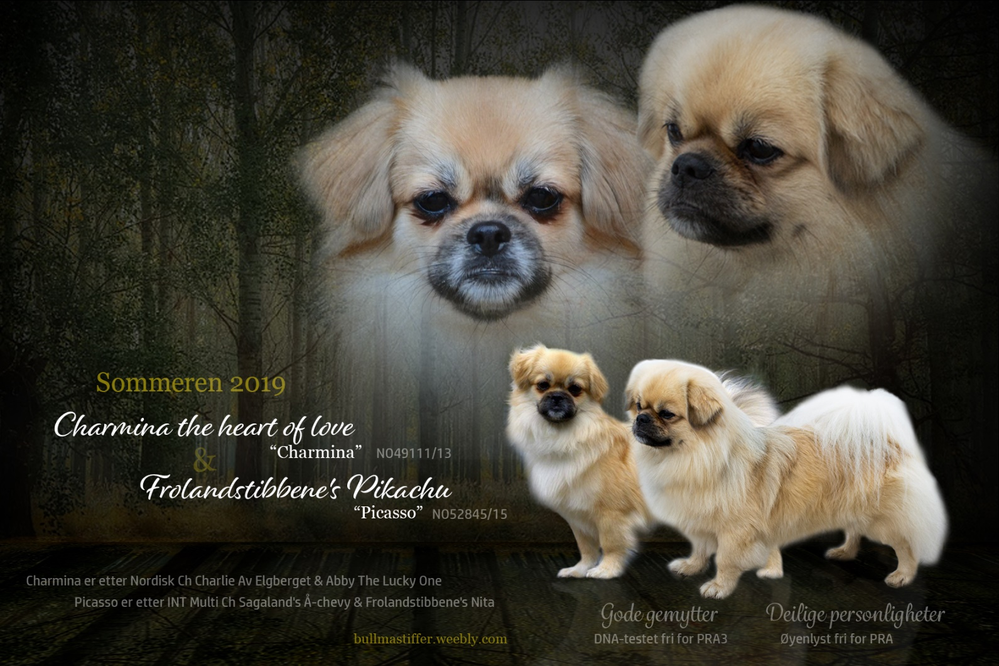 Sommeren 2019
Charmina the heart of love
“Charmina” NO49111/13
&
Frolandstibbene's Pikachu
“Picasso” NO52845/15
Charmina er etter Nordisk Ch Charlie Av Elgberget & Abby The Lucky One
Picasso er etter INT Multi Ch Sagaland's Å-chevy & Frolandstibbene's Nita
bullmastiffer.weebly.com
Gode gemytter
DNA-testet fri for PRA3
Deilige personligheter
Øyenlyst fri for PRA